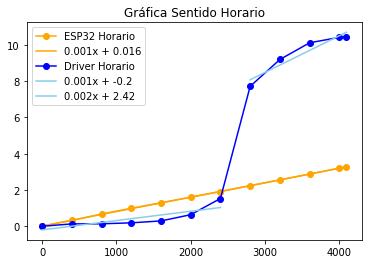 Gráfica Sentido Horario
ESP32 Horario
0.001x + 0.016
Driver Horario
0.001x + -0.2
0.002x + 2.42
10
8
6
4
2
0
0
1000
2000
3000
4000